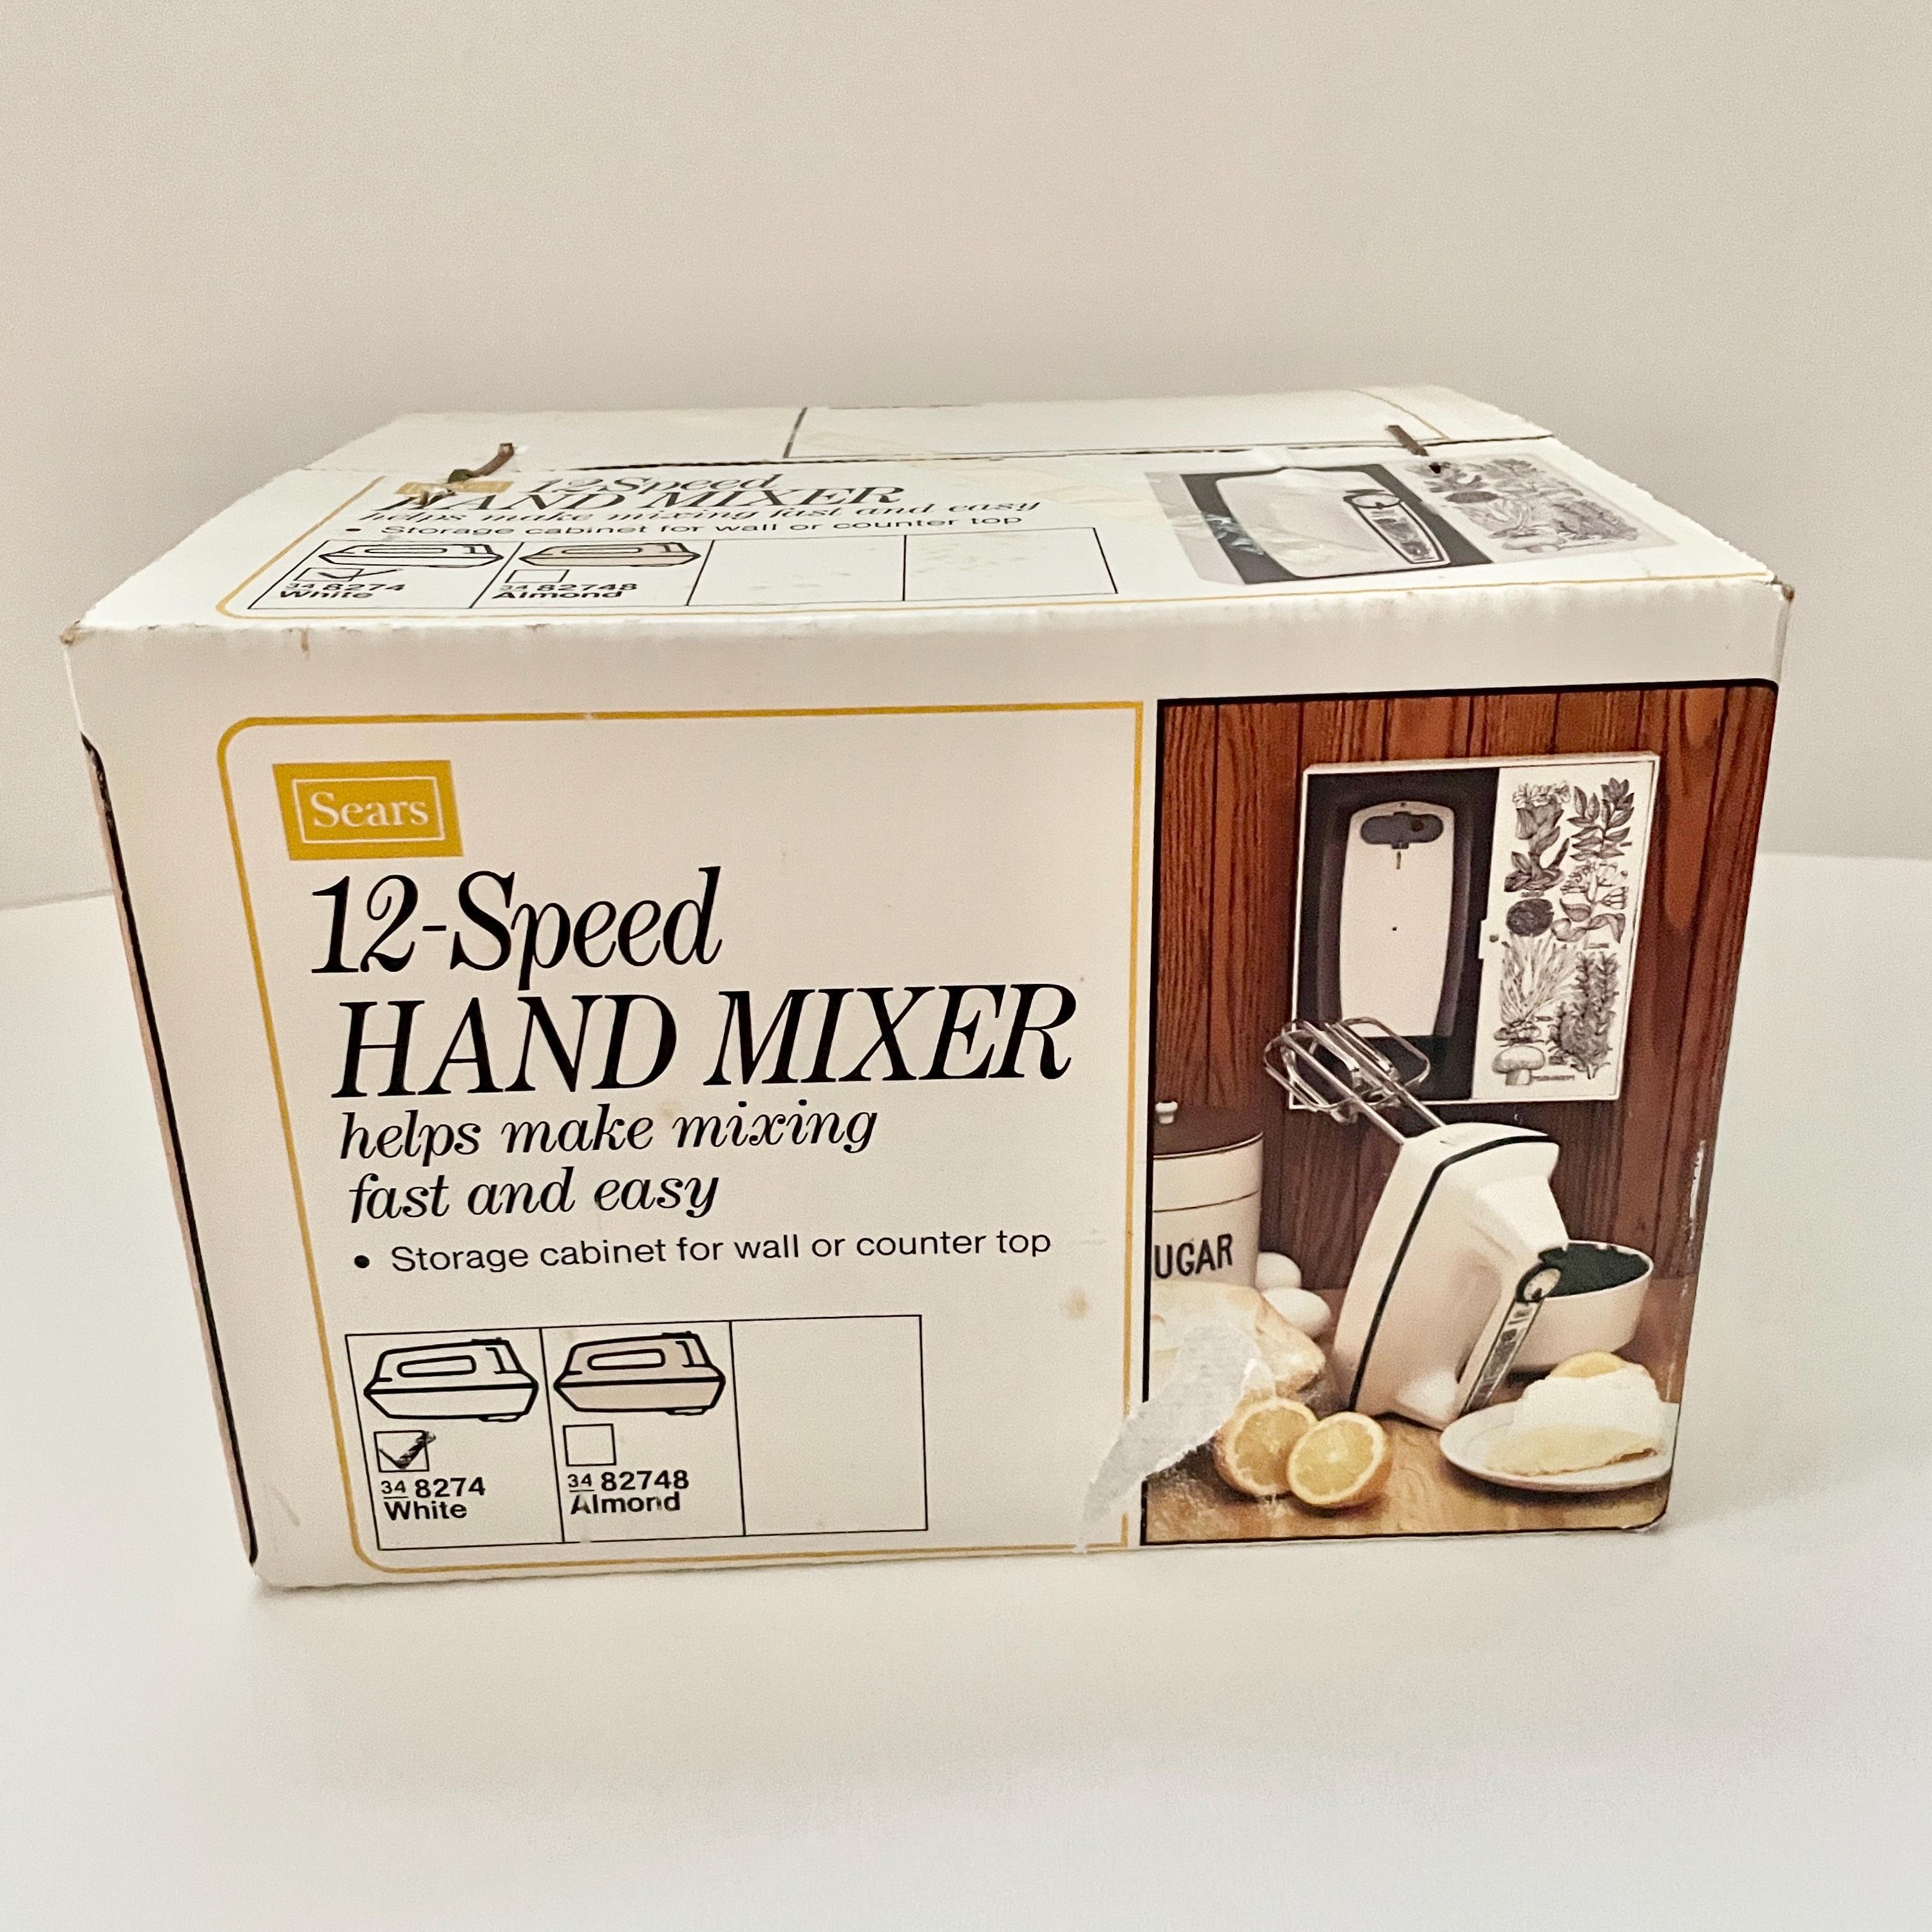 12-Speed
HAND MIXER
helps make mixing fast and easy
• Storage cabinet for wall or counter top
34 8274
White
34 82748
Almond
Sears
12-Speed
HAND MIXER
helps make mixing
fast and easy
• Storage cabinet for wall or counter top
34 8274
White
34 82748
Almond
UGAR